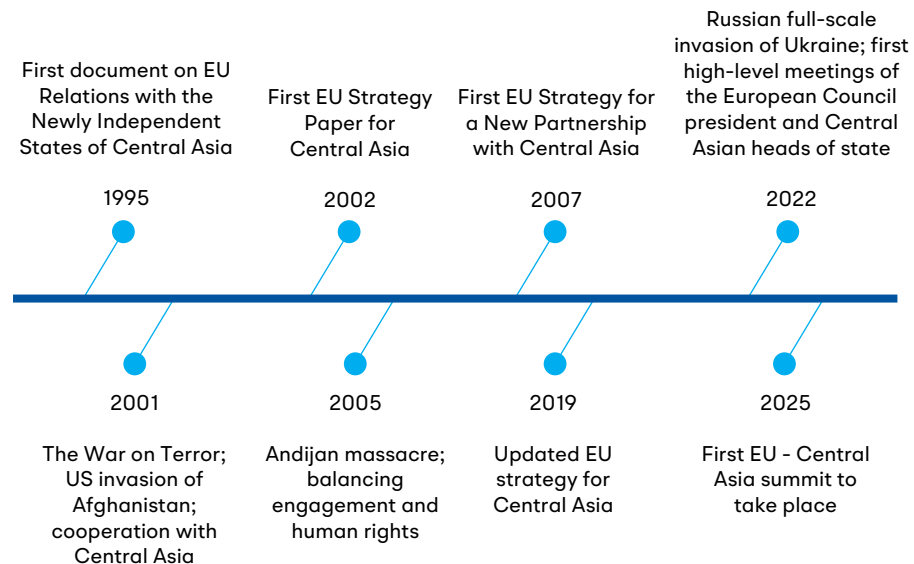 First document on EU
Relations with the
Newly Independent
States of Central Asia
1995
First EU Strategy
Paper for
Central Asia
2002
First EU Strategy for
a New Partnership
with Central Asia
2007
Russian full-scale
invasion of Ukraine; first
high-level meetings of
the European Council
president and Central
Asian heads of state
2022
2001
The War on Terror;
US invasion of
Afghanistan;
cooperation with
Central Asia
2005
Andijan massacre;
balancing
engagement and
human rights
2019
Updated EU
strategy for
Central Asia
2025
First EU - Central
Asia summit to
take place